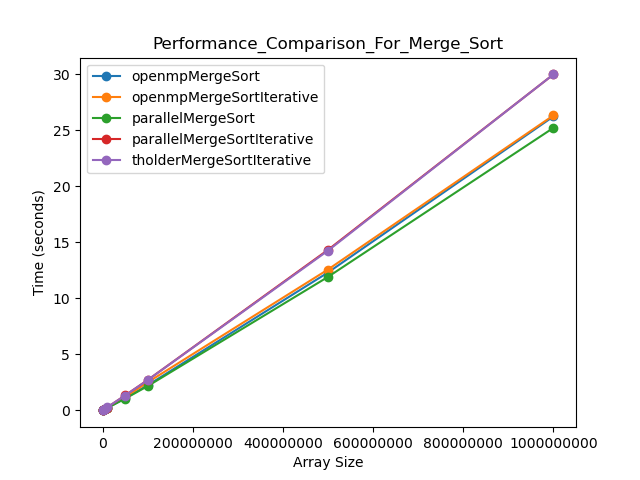 Performance_Comparison_For_Merge_Sort
openmpMergeSort
openmpMergeSortIterative
parallelMergeSort
parallelMergeSortIterative
tholderMergeSortIterative
30
25
20
15
10
5
0
Time (seconds)
0 200000000 400000000 600000000 800000000 1000000000
Array Size